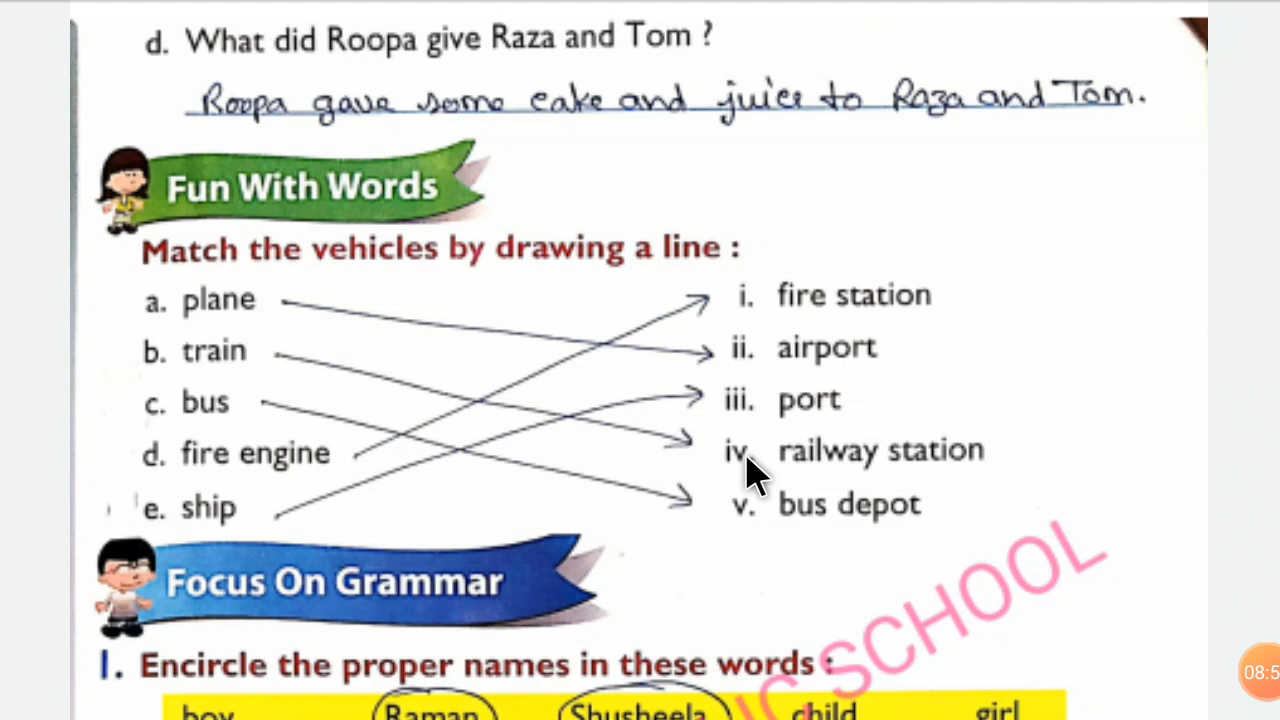 d. What did Roopa give Raza and Tom ?
Roopa gave some cake and juice to Raza and Tom.
Fun With Words
Match the vehicles by drawing a line :
a. plane i. fire station
b. train ii. airport
c. bus iii. port
d. fire engine iv. railway station
e. ship v. bus depot
Focus On Grammar
1. Encircle the proper names in these words :
boy Raman Shusheela child girl
IC SCHOOL
08:5